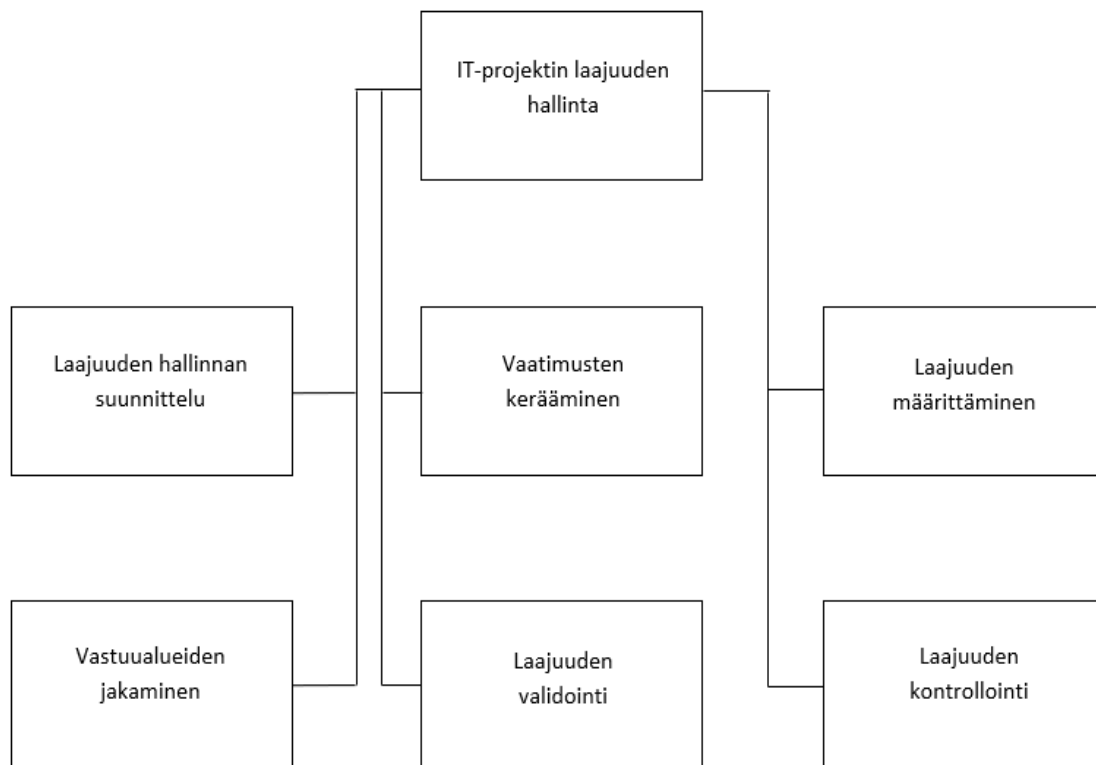 IT-projektin laajuuden
hallinta
Laajuuden hallinnan
suunnittelu
Vaatimusten
kerääminen
Laajuuden
määrittäminen
Vastuualueiden
jakaminen
Laajuuden
validointi
Laajuuden
kontrollointi